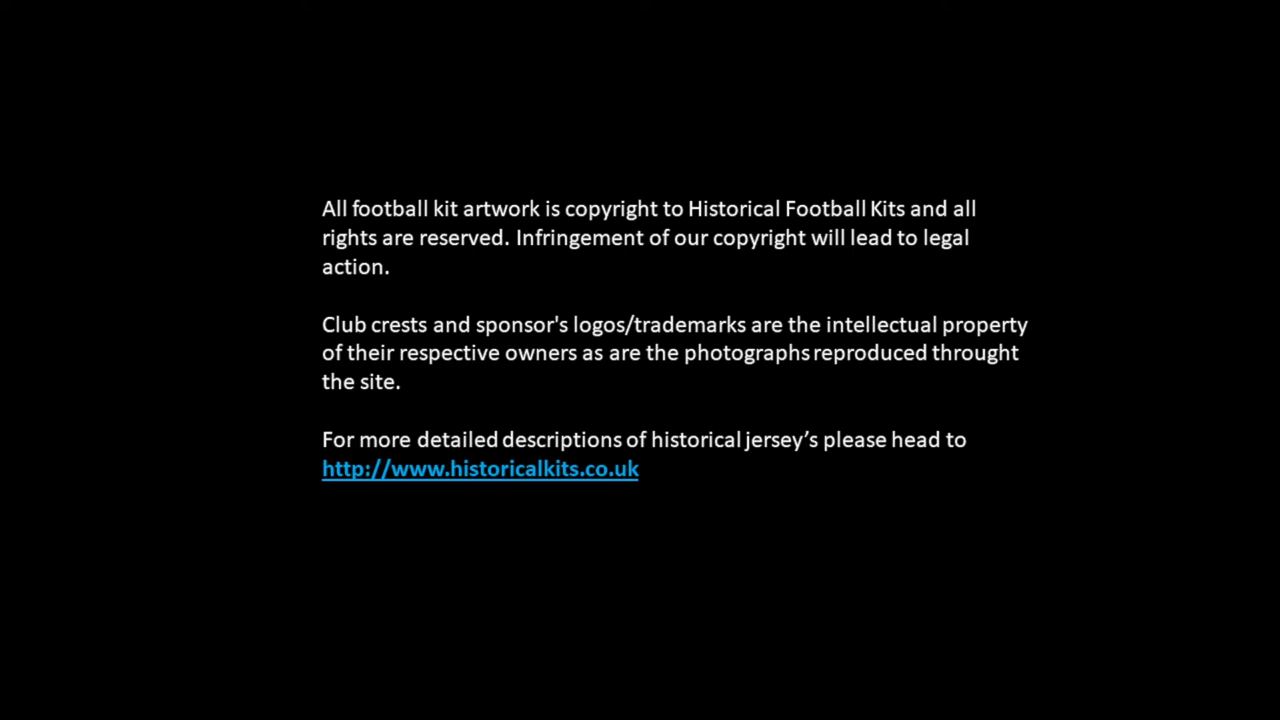 All football kit artwork is copyright to Historical Football Kits and all
rights are reserved. Infringement of our copyright will lead to legal
action.
Club crests and sponsor's logos/trademarks are the intellectual property
of their respective owners as are the photographs reproduced throught
the site.
For more detailed descriptions of historical jersey’s please head to
http://www.historicalkits.co.uk